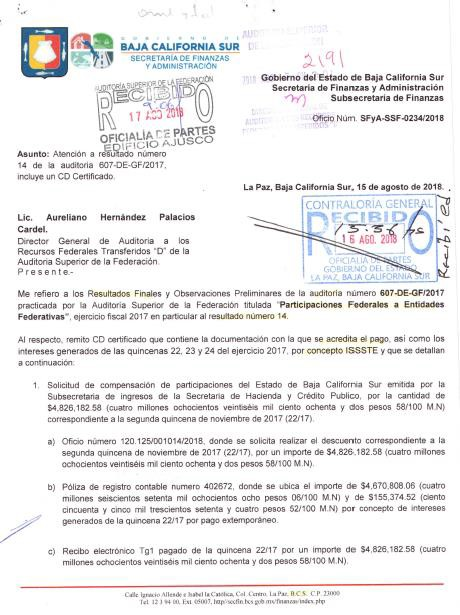 GOBIERNO DE
BAJA CALIFORNIA SUR
SECRETARÍA DE FINANZAS
Y ADMINISTRACIÓN
AUDITORÍA SUPERIOR
2191
Gobierno del Estado de Baja California Sur
Secretaría de Finanzas y Administración
Subsecretaría de Finanzas
AUDITORÍA SUPERIOR DE LA FEDERACIÓN
RECIBIDO
17 AGO 2018
OFICIALIA DE PARTES
EDIFICIO AJUSCO
Oficio Núm. SFyA-SSF-0234/2018
Asunto: Atención a resultado número
14 de la auditoria 607-DE-GF/2017,
incluye un CD Certificado.
La Paz, Baja California Sur, 15 de agosto de 2018.
CONTRALORÍA GENERAL
RECIBIDO
13:56 hs
16 AGO. 2018
OFICIALIA DE PARTES
GOBIERNO DEL ESTADO
LA PAZ, BAJA CALIFORNIA SUR
Recibí ed
Lic. Aureliano Hernández Palacios
Cardel.
Director General de Auditoria a los
Recursos Federales Transferidos "D" de la
Auditoría Superior de la Federación.
P r e s e n t e.-
Me refiero a los Resultados Finales y Observaciones Preliminares de la auditoría número 607-DE-GF/2017
practicada por la Auditoría Superior de la Federación titulada "Participaciones Federales a Entidades
Federativas", ejercicio fiscal 2017 en particular al resultado número 14.
Al respecto, remito CD certificado que contiene la documentación con la que se acredita el pago, así como los
intereses generados de las quincenas 22, 23 y 24 del ejercicio 2017, por concepto ISSSTE y que se detallan
a continuación:
1. Solicitud de compensación de participaciones del Estado de Baja California Sur emitida por la
Subsecretaría de ingresos de la Secretaría de Hacienda y Crédito Publico, por la cantidad de
$4,826,182.58 (cuatro millones ochocientos veintiséis mil ciento ochenta y dos pesos 58/100 M.N)
correspondiente a la segunda quincena de noviembre de 2017 (22/17).
a) Oficio número 120.125/001014/2018, donde se solicita realizar el descuento correspondiente a la
segunda quincena de noviembre de 2017 (22/17), por un importe de $4,826,182.58 (cuatro millones
ochocientos veintiséis mil ciento ochenta y dos pesos 58/100 M.N).
b) Póliza de registro contable numero 402672, donde se ubica el importe de $4,670,808.06 (cuatro
millones seiscientos setenta mil ochocientos ocho pesos 06/100 M.N) y de $155,374.52 (ciento
cincuenta y cinco mil trescientos setenta y cuatro pesos 52/100 M.N) por concepto de intereses
generados de la quincena 22/17 por pago extemporáneo.
c) Recibo electrónico Tg1 pagado de la quincena 22/17 por un importe de $4,826,182.58 (cuatro
millones ochocientos veintiséis mil ciento ochenta y dos pesos 58/100 M.N).
Calle Ignacio Allende e Isabel la Católica, Col. Centro, La Paz, B.C.S. C.P. 23000
Tel: 12 3 94 00, Ext. 05007, http://secfin.bcs.gob.mx/finanzas/index.php